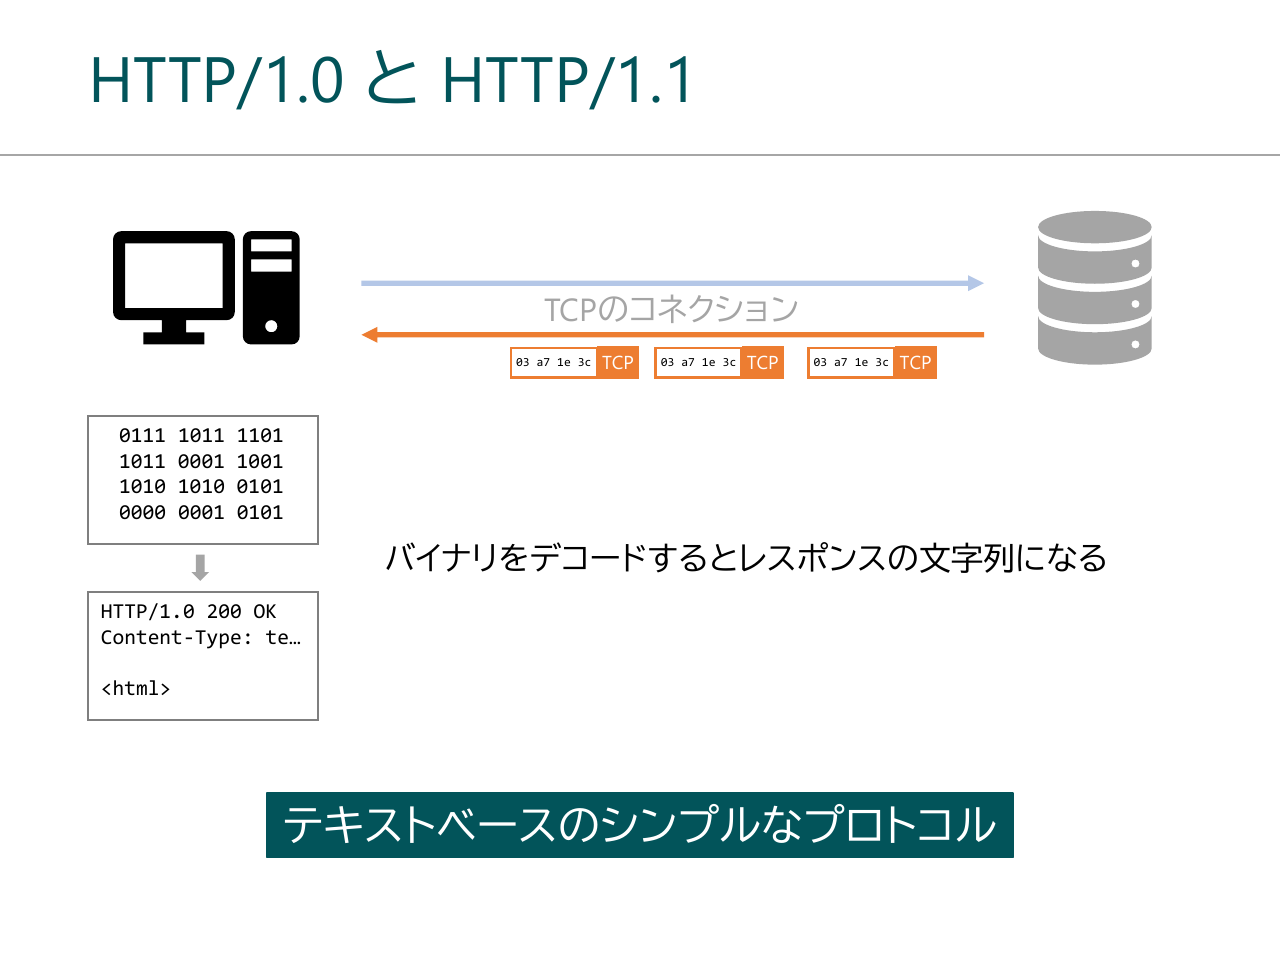 HTTP/1.0 と HTTP/1.1
TCPのコネクション
03 a7 1e 3c TCP
03 a7 1e 3c TCP
03 a7 1e 3c TCP
0111 1011 1101
1011 0001 1001
1010 1010 0101
0000 0001 0101
バイナリをデコードするとレスポンスの文字列になる
HTTP/1.0 200 OK
Content-Type: te…
<html>
テキストベースのシンプルなプロトコル